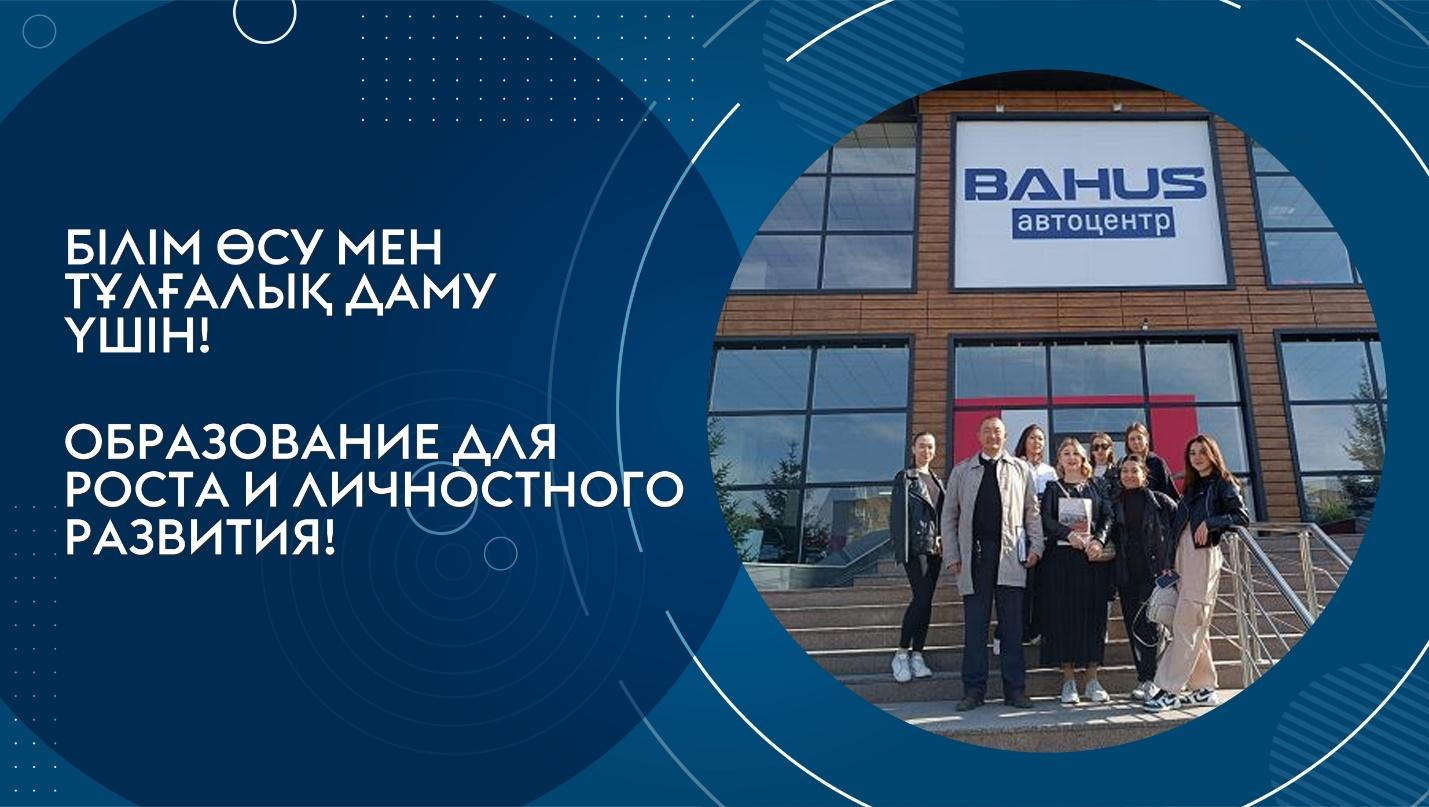 БІЛІМ ӨСУ МЕН
ТҰЛҒАЛЫҚ ДАМУ
ҮШІН!
ОБРАЗОВАНИЕ ДЛЯ
РОСТА И ЛИЧНОСТНОГО
РАЗВИТИЯ!
BAHUS
автоцентр